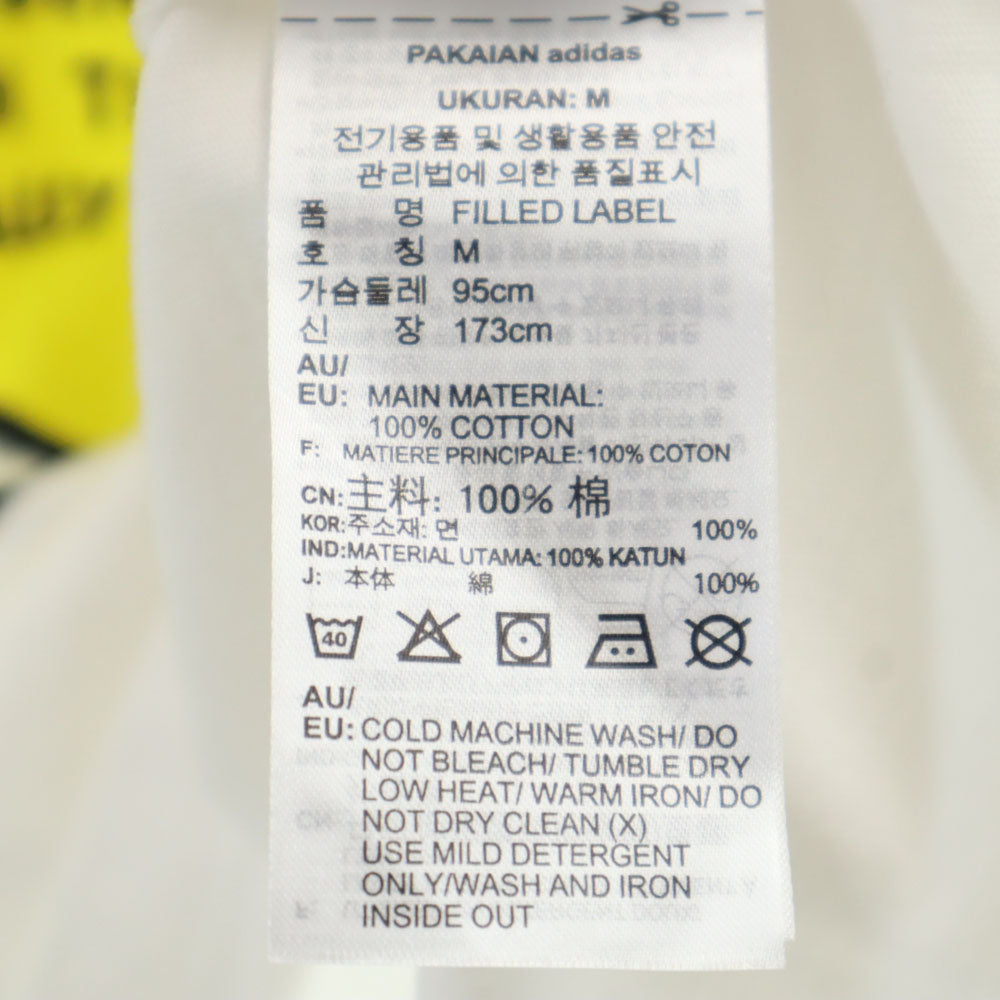 PAKAIAN adidas
UKURAN: M
전기용품 및 생활용품 안전
관리법에 의한 품질표시
품 명 FILLED LABEL
호 칭 M
가슴둘레 95cm
신 장 173cm
AU/
EU: MAIN MATERIAL:
100% COTTON
F: MATIERE PRINCIPALE: 100% COTON
CN: 主料: 100% 棉
KOR: 주소재: 면 100%
IND: MATERIAL UTAMA: 100% KATUN
J: 本体 綿 100%
40
AU/
EU: COLD MACHINE WASH/ DO
NOT BLEACH/ TUMBLE DRY
LOW HEAT/ WARM IRON/ DO
NOT DRY CLEAN (X)
USE MILD DETERGENT
ONLY/WASH AND IRON
INSIDE OUT